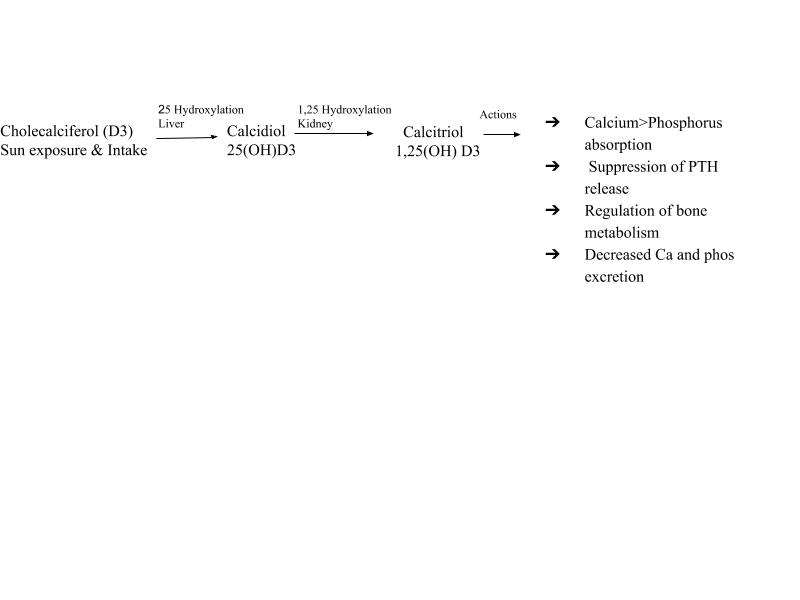 Cholecalciferol (D3)
Sun exposure & Intake
25 Hydroxylation
Liver
Calcidiol
25(OH)D3
1,25 Hydroxylation
Kidney
Calcitriol
1,25(OH) D3
Actions
➔ Calcium>Phosphorus
absorption
➔ Suppression of PTH
release
➔ Regulation of bone
metabolism
➔ Decreased Ca and phos
excretion